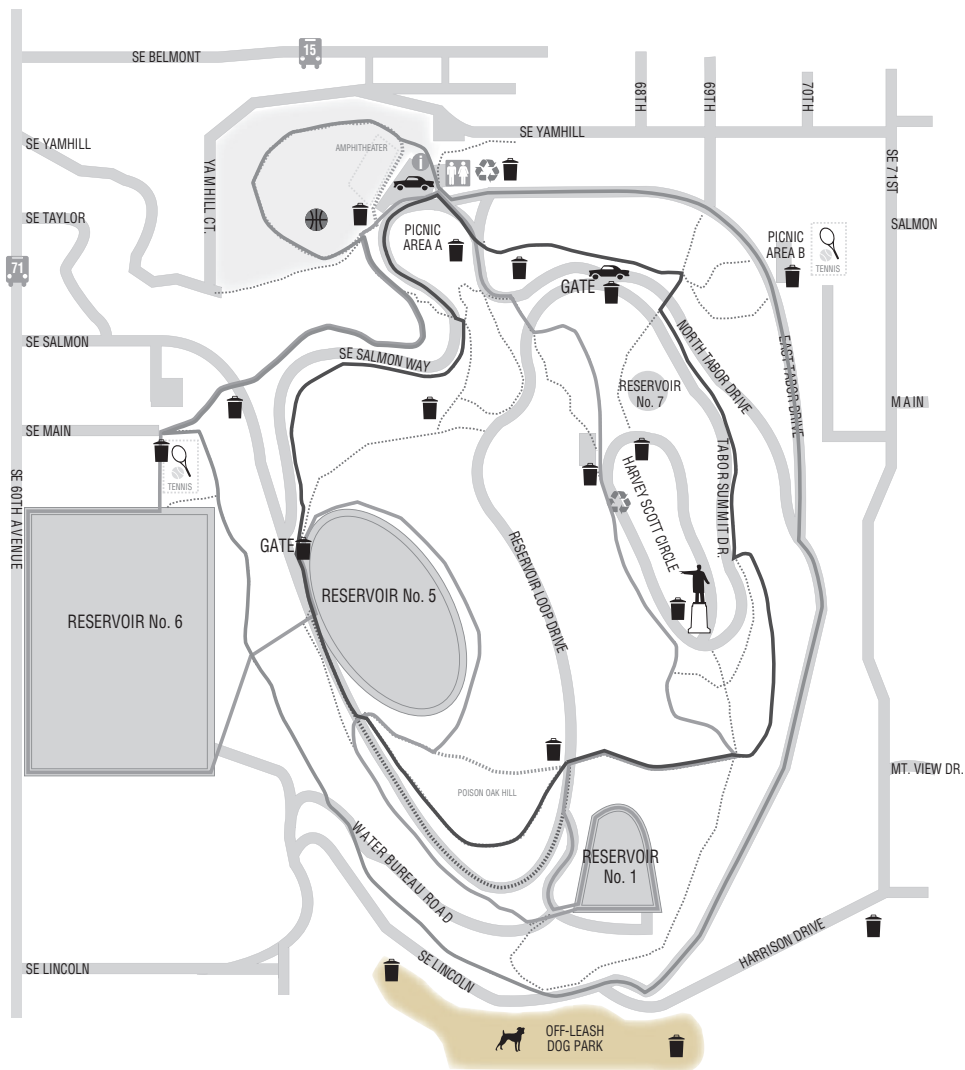 15
SE BELMONT
68TH
69TH
70TH
SE YAMHILL
SE YAMHILL
AMPHITHEATER
i
YAMHILL CT.
SE 71ST
SE TAYLOR
SALMON
PICNIC
AREA A
PICNIC
AREA B
TENNIS
71
GATE
NORTH TABOR DRIVE
EAST TABOR DRIVE
SE SALMON
SE SALMON WAY
RESERVOIR
No. 7
MAIN
SE MAIN
TENNIS
TABOR SUMMIT DR.
HARVEY SCOTT CIRCLE
SE 60TH AVENUE
GATE
RESERVOIR LOOP DRIVE
RESERVOIR No. 5
RESERVOIR No. 6
MT. VIEW DR.
POISON OAK HILL
WATER BUREAU ROAD
RESERVOIR
No. 1
HARRISON DRIVE
SE LINCOLN
SE LINCOLN
OFF-LEASH
DOG PARK